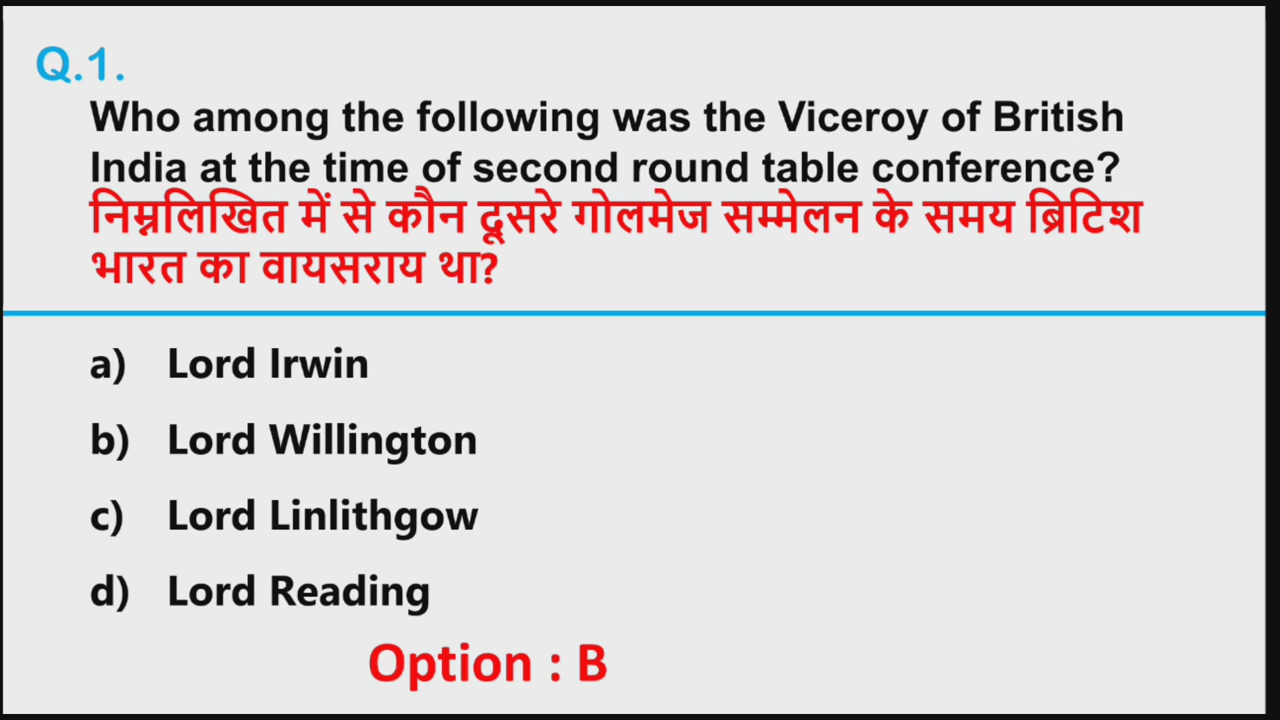 Q.1.
Who among the following was the Viceroy of British
India at the time of second round table conference?
निम्नलिखित में से कौन दूसरे गोलमेज सम्मेलन के समय ब्रिटिश
भारत का वायसराय था?
a) Lord Irwin
b) Lord Willington
c) Lord Linlithgow
d) Lord Reading
Option : B